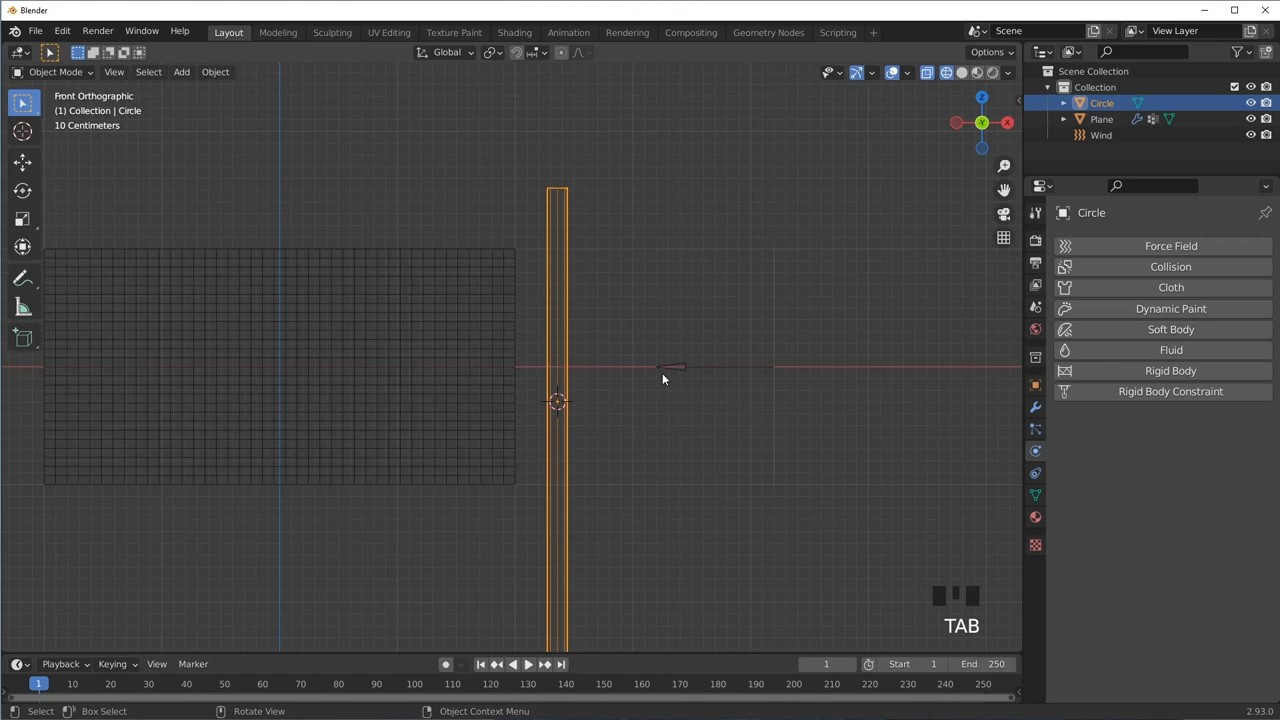 Blender
File Edit Render Window Help
Layout Modeling Sculpting UV Editing Texture Paint Shading Animation Rendering Compositing Geometry Nodes Scripting +
Scene
View Layer
Global
Options
Object Mode View Select Add Object
Front Orthographic
(1) Collection | Circle
10 Centimeters
Z
Y
X
Scene Collection
Collection
Circle
Plane
Wind
Circle
Force Field
Collision
Cloth
Dynamic Paint
Soft Body
Fluid
Rigid Body
Rigid Body Constraint
TAB
Playback Keying View Marker
1
Start 1
End 250
1 10 20 30 40 50 60 70 80 90 100 110 120 130 140 150 160 170 180 190 200 210 220 230 240 250
Select
Box Select
Rotate View
Object Context Menu
2.93.0